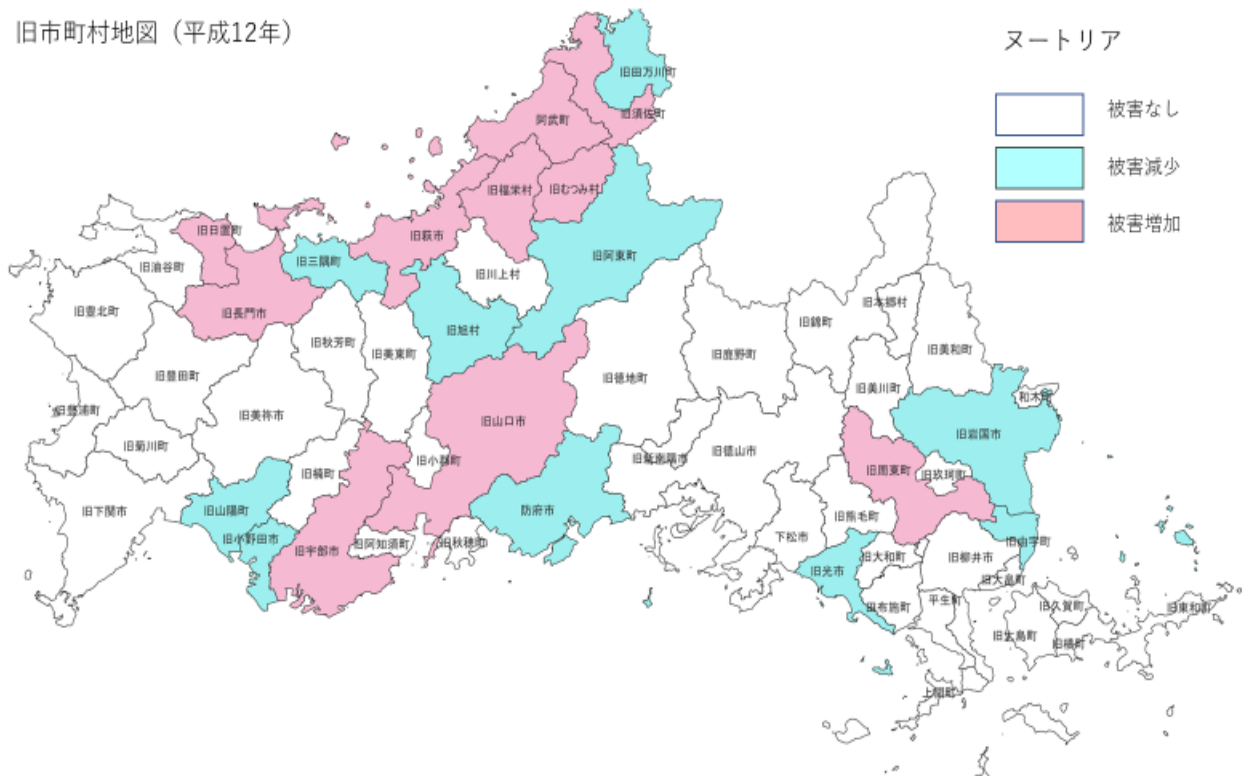 旧市町村地図（平成12年）
ヌートリア
被害なし
被害減少
被害増加
旧田万川町
旧須佐町
阿武町
旧むつみ村
旧福栄村
旧萩市
旧日置町
旧三隅町
旧油谷町
旧川上村
旧阿東町
旧長門市
旧豊北町
旧旭村
旧秋芳町
旧美東町
旧豊田町
旧徳地町
旧鹿野町
旧錦町
旧本郷村
旧美和町
旧美川町
和木町
旧豊浦町
旧菊川町
旧美祢市
旧山口市
旧岩国市
旧小郡町
旧新南陽市
旧徳山市
旧周東町
旧玖珂町
旧楠町
旧下関市
旧山陽町
防府市
旧熊毛町
旧小野田市
旧宇部市
旧阿知須町
旧秋穂町
下松市
旧由宇町
旧大和町
旧柳井市
旧光市
旧大畠町
田布施町
平生町
旧久賀町
旧東和町
旧大島町
旧橘町
上関町